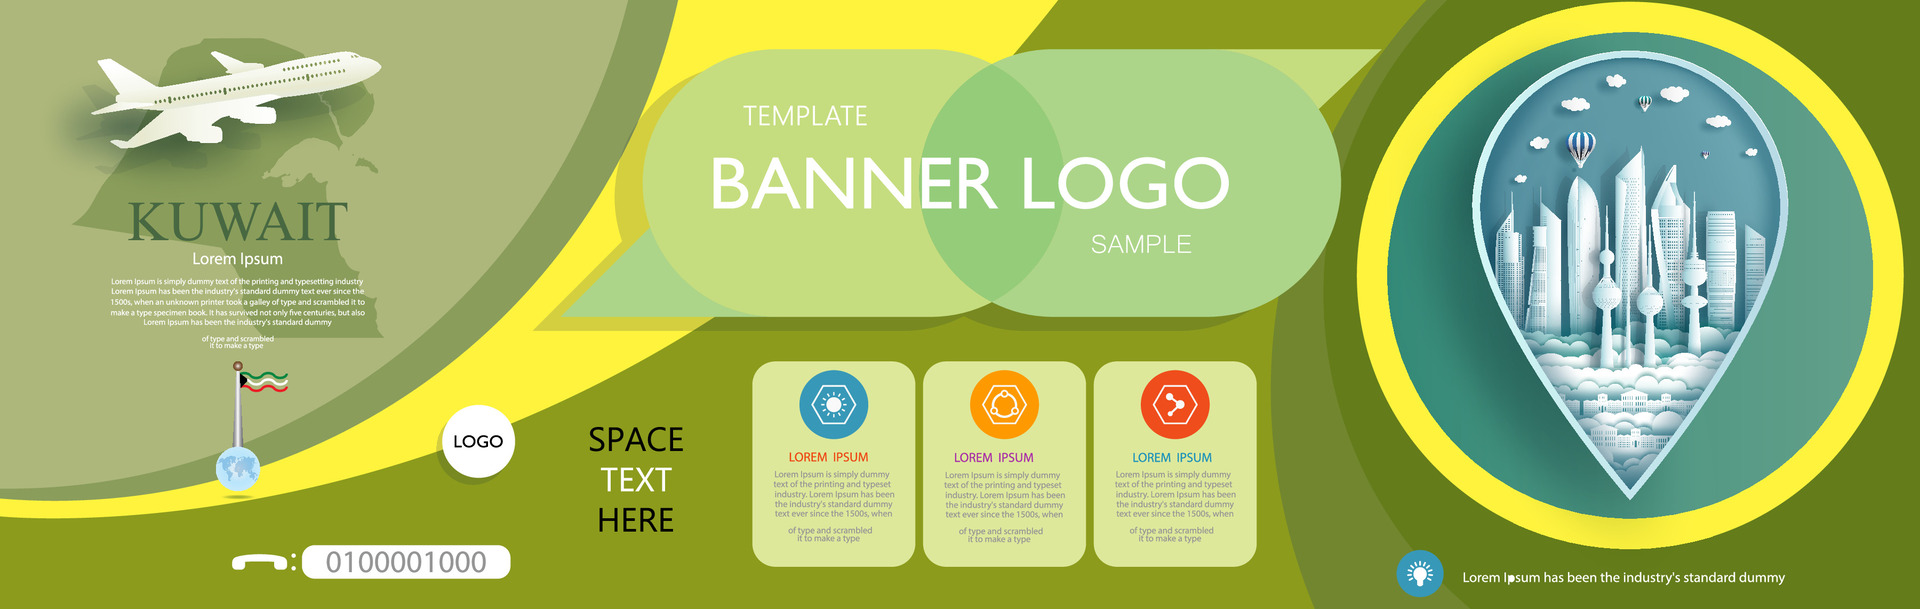 KUWAIT
Lorem Ipsum
Lorem Ipsum is simply dummy text of the printing and typesetting industry
Lorem Ipsum has been the industry's standard dummy text ever since the
1500s, when an unknown printer took a galley of type and scrambled it to
make a type specimen book. It has survived not only five centuries, but also
Lorem Ipsum has been the industry's standard dummy
of type and scrambled
it to make a type
LOGO
0100001000
TEMPLATE
BANNER LOGO
SAMPLE
SPACE
TEXT
HERE
LOREM IPSUM
Lorem Ipsum is simply dummy
text of the printing and typesetting
industry. Lorem Ipsum has been
the industry's standard dummy
text ever since the 1500s, when
of type and scrambled
it to make a type
LOREM IPSUM
Lorem Ipsum is simply dummy
text of the printing and typesetting
industry. Lorem Ipsum has been
the industry's standard dummy
text ever since the 1500s, when
of type and scrambled
it to make a type
LOREM IPSUM
Lorem Ipsum is simply dummy
text of the printing and typesetting
industry. Lorem Ipsum has been
the industry's standard dummy
text ever since the 1500s, when
of type and scrambled
it to make a type
Lorem Ipsum has been the industry's standard dummy